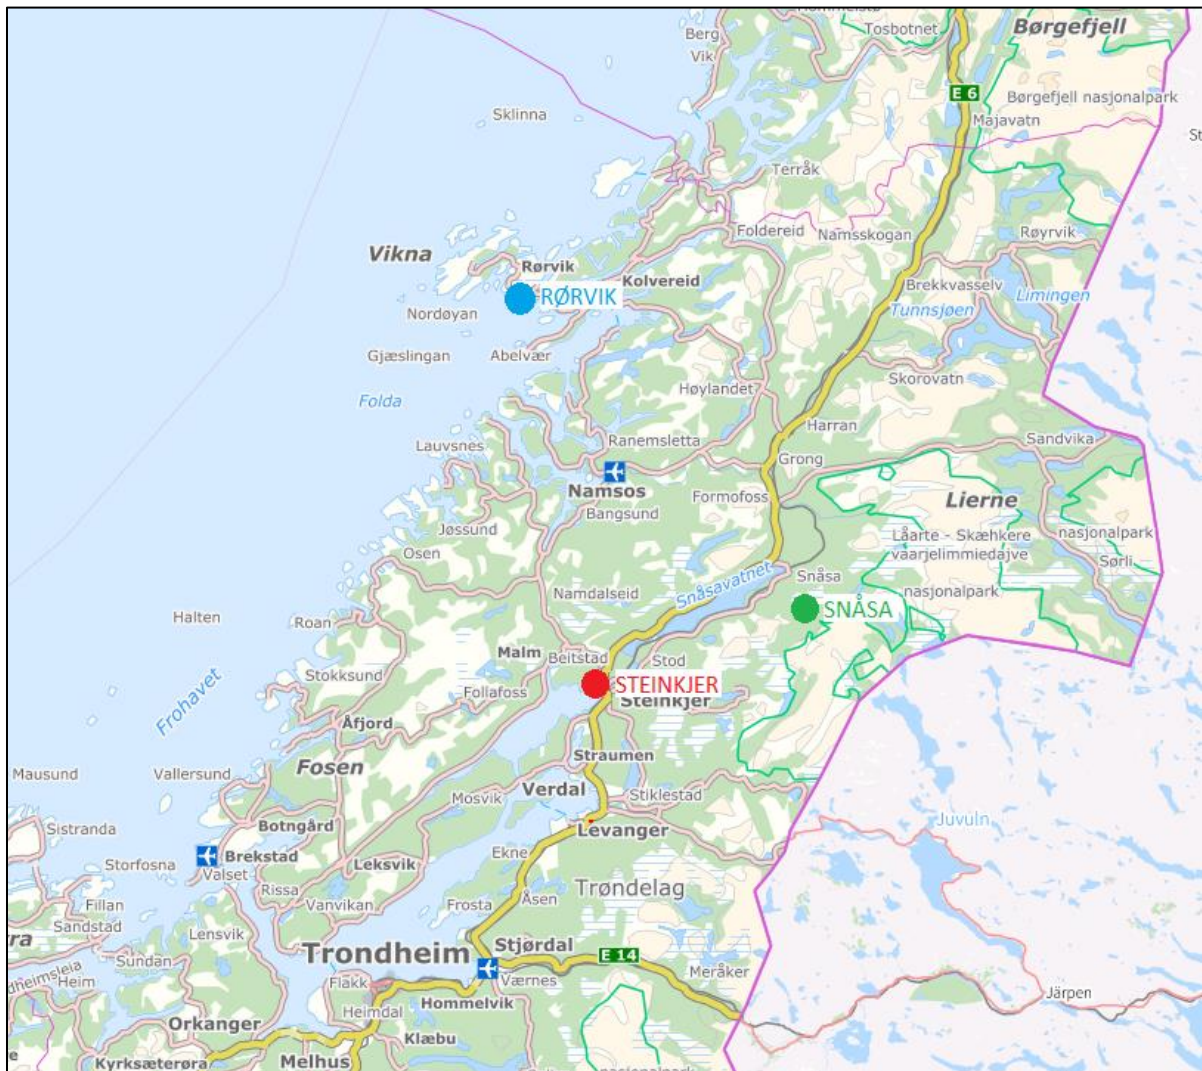 Tosbotnet
Børgefjell
Berg
Vik
E 6
Børgefjell nasjonalpark
Sklinna
Majavatn
St
Terråk
Foldereid
Namsskogan
Røyrvik
Vikna
Rørvik
Kolvereid
Brekkvasselv
Limingen
RØRVIK
Nordøyan
Tunnsjøen
Gjæslingan
Abelvær
Skorovatn
Høylandet
Folda
Harran
Lauvsnes
Ranemsletta
Sandvika
Grong
Namsos
Formofoss
Lierne
Bangsund
Jøssund
Låarte - Skæhkere
vaarjelimmiedajve
nasjonalpark
Osen
Sørli
Snåsavatnet
Snåsa
Namdalseid
nasjonalpark
SNÅSA
Halten
Roan
Malm
Beitstad
Stod
Stokksund
Follafoss
STEINKJER
Steinkjer
Frohavet
Åfjord
Straumen
Fosen
Mausund
Vallersund
Verdal
Mosvik
Stiklestad
Sistranda
Botngård
Levanger
Juvuln
Storfosna
Brekstad
Valset
Leksvik
Ekne
Trøndelag
Rissa
Fillan
Vanvikan
Frosta
Åsen
Sandstad
Lensvik
ra
Trondheim
Stjørdal
E 14
Sundan
dheimsleia
Heim
Flakk
Værnes
Meråker
Hommelvik
Järpen
Heimdal
Orkanger
Klæbu
e
Kyrksæterøra
Melhus
nasjonalpark